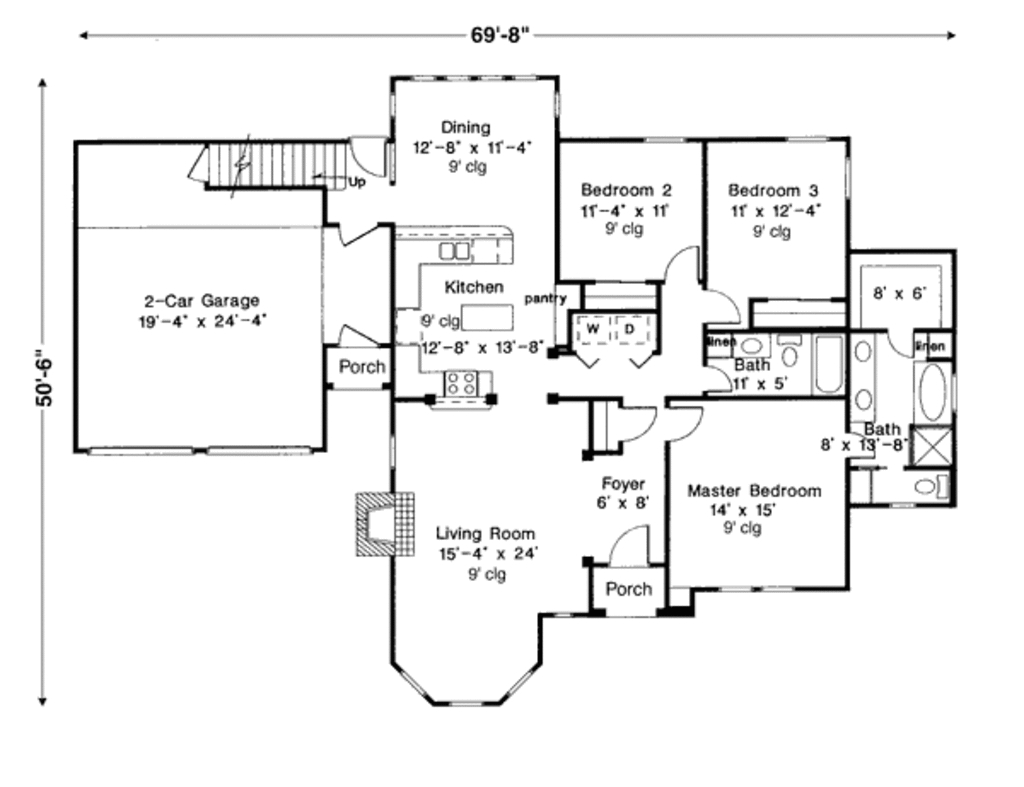 69'-8"
50'-6"
Dining
12'-8" x 11'-4"
9' clg
Up
Bedroom 2
11'-4" x 11'
9' clg
Bedroom 3
11' x 12'-4"
9' clg
8' x 6'
2-Car Garage
19'-4" x 24'-4"
Kitchen
9' clg
12'-8" x 13'-8"
pantry
W D
linen
linen
Bath
11' x 5'
Porch
Bath
8' x 13'-8"
Foyer
6' x 8'
Master Bedroom
14' x 15'
9' clg
Living Room
15'-4" x 24'
9' clg
Porch